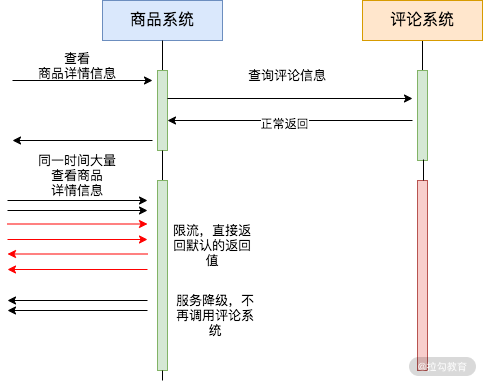 商品系统
评论系统
查看
商品详情信息
查询评论信息
正常返回
同一时间大量
查看商品
详情信息
限流，直接返
回默认的返回
值
服务降级，不
再调用评论系
统
@拉勾教育